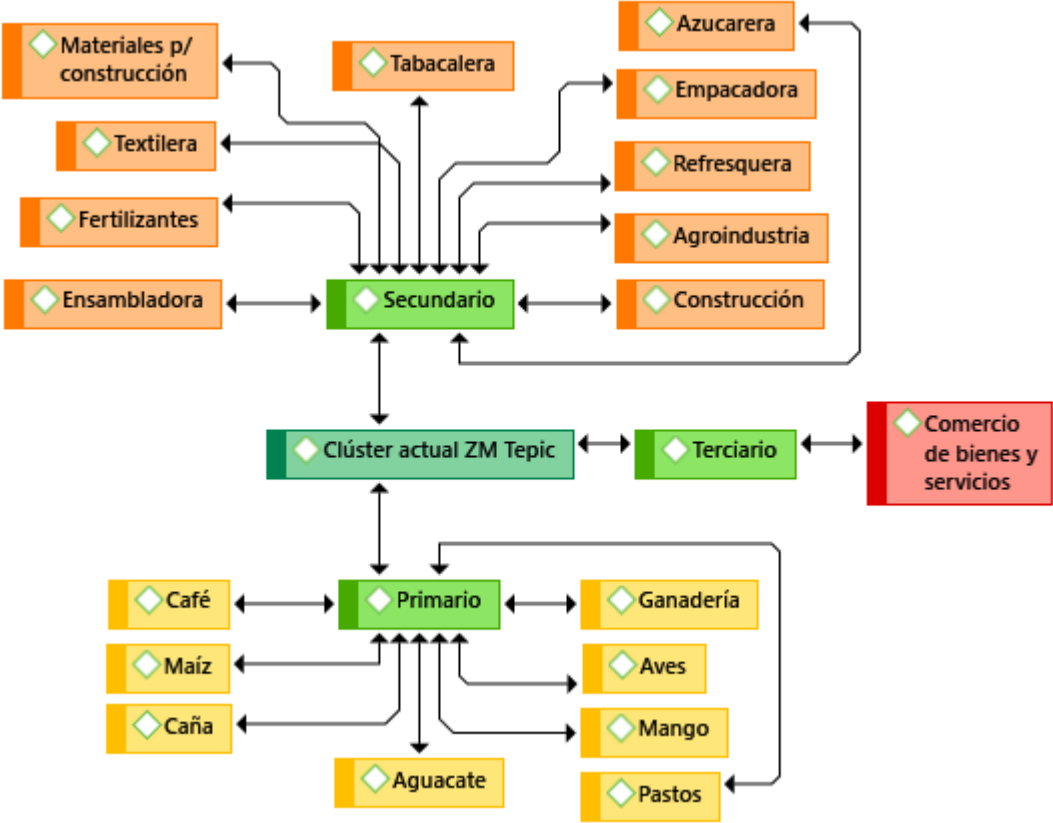 Materiales p/
construcción
Tabacalera
Azucarera
Empacadora
Textilera
Refresquera
Fertilizantes
Agroindustria
Ensambladora
Secundario
Construcción
Clúster actual ZM Tepic
Terciario
Comercio
de bienes y
servicios
Café
Primario
Ganadería
Maíz
Aves
Caña
Mango
Aguacate
Pastos